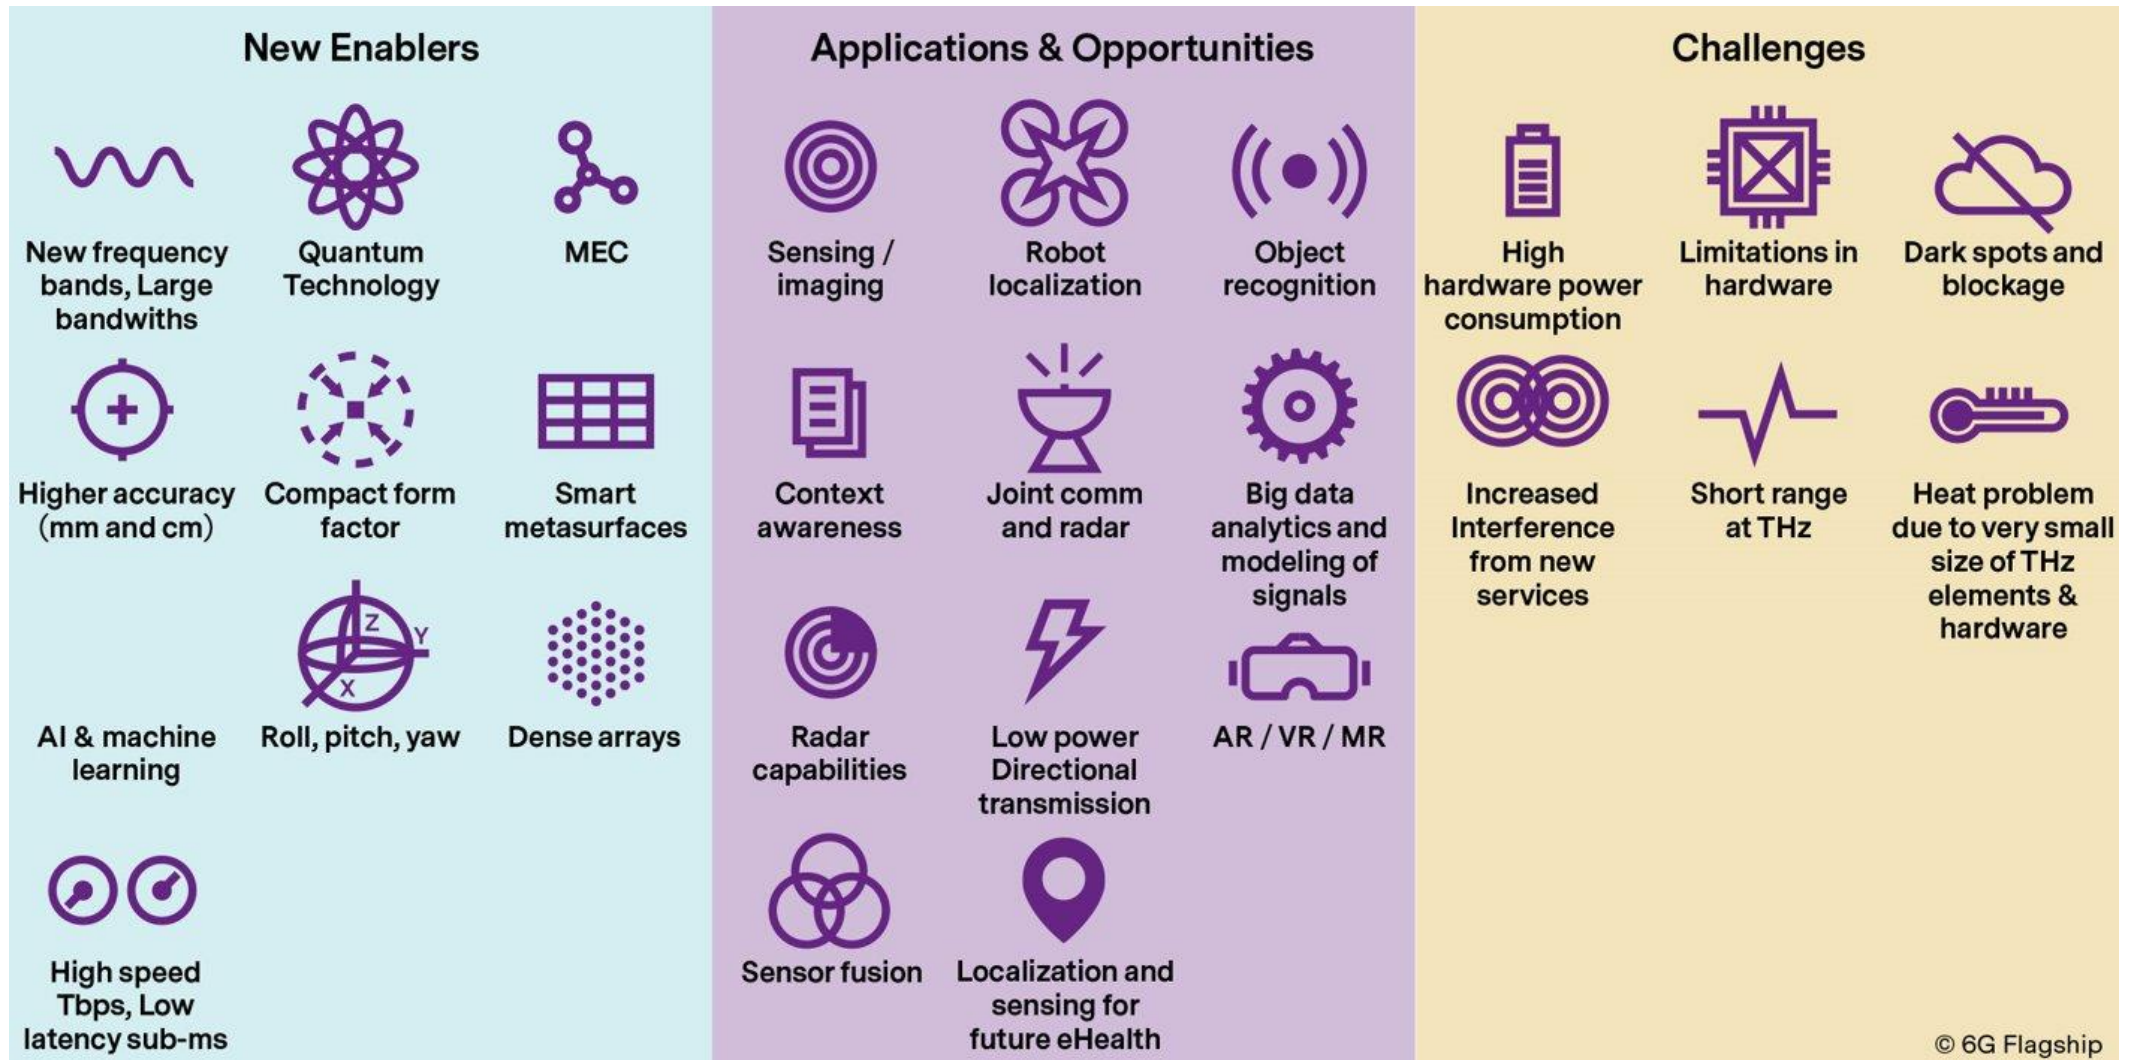 New Enablers
New frequency
bands, Large
bandwiths
Quantum
Technology
MEC
Higher accuracy
(mm and cm)
Compact form
factor
Smart
metasurfaces
AI & machine
learning
Z
Y
X
Roll, pitch, yaw
Dense arrays
High speed
Tbps, Low
latency sub-ms
Applications & Opportunities
Sensing /
imaging
Robot
localization
Object
recognition
Context
awareness
Joint comm
and radar
Big data
analytics and
modeling of
signals
Radar
capabilities
Low power
Directional
transmission
AR / VR / MR
Sensor fusion
Localization and
sensing for
future eHealth
Challenges
High
hardware power
consumption
Limitations in
hardware
Dark spots and
blockage
Increased
Interference
from new
services
Short range
at THz
Heat problem
due to very small
size of THz
elements &
hardware
© 6G Flagship